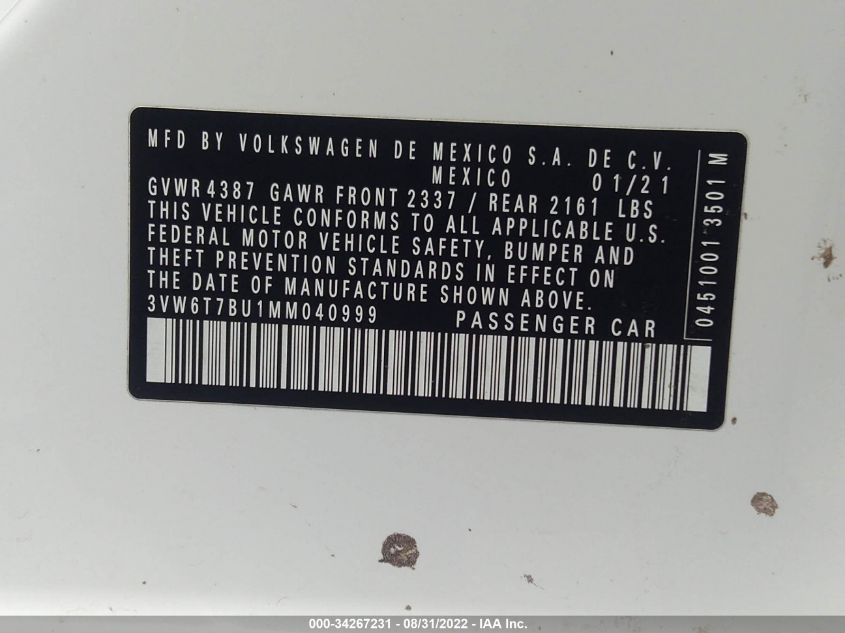 MFD BY VOLKSWAGEN DE MEXICO S.A. DE C.V.
MEXICO 01/21
GVWR 4387 GAWR FRONT 2337 / REAR 2161 LBS
THIS VEHICLE CONFORMS TO ALL APPLICABLE U.S.
FEDERAL MOTOR VEHICLE SAFETY, BUMPER AND
THEFT PREVENTION STANDARDS IN EFFECT ON
THE DATE OF MANUFACTURE SHOWN ABOVE.
3VW6T7BU1MM040999 PASSENGER CAR
0451001 3501 M
000-34267231 - 08/31/2022 - IAA Inc.